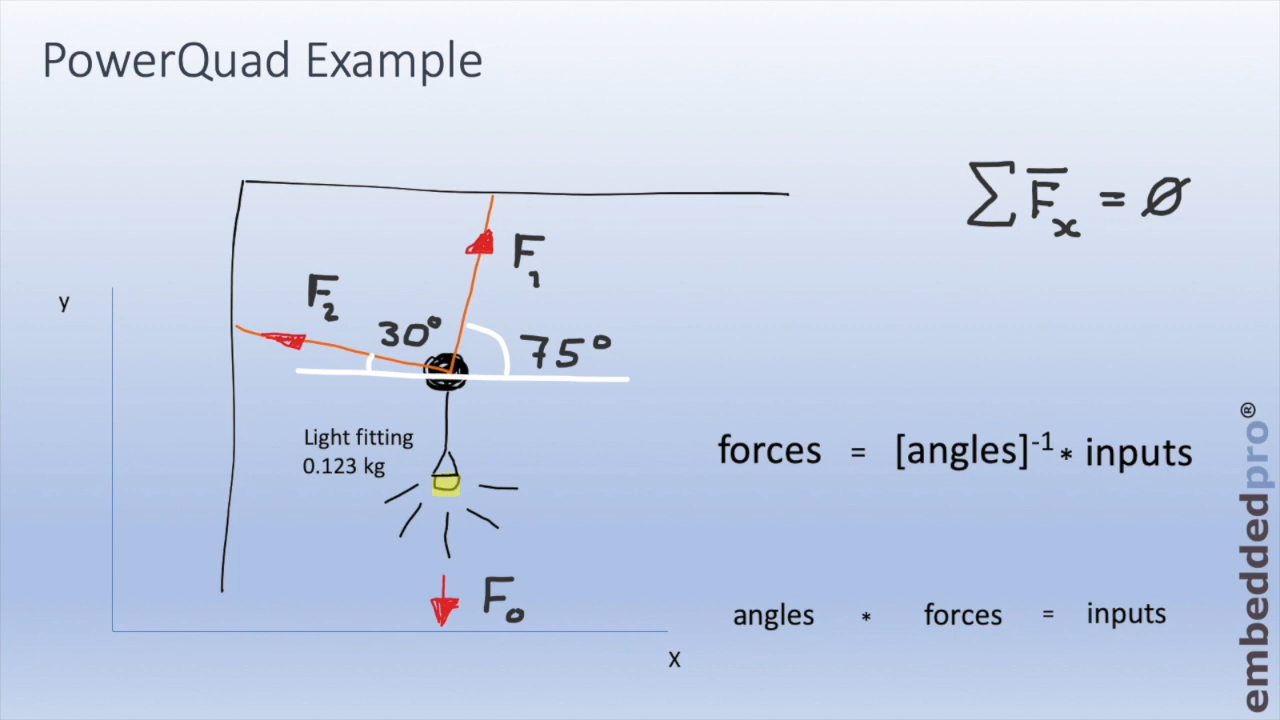 PowerQuad Example
∑F̅ₓ = Ø
F₁
F₂
30°
75°
y
Light fitting
0.123 kg
forces = [angles]⁻¹ * inputs
F₀
angles * forces = inputs
x
embeddedpro®